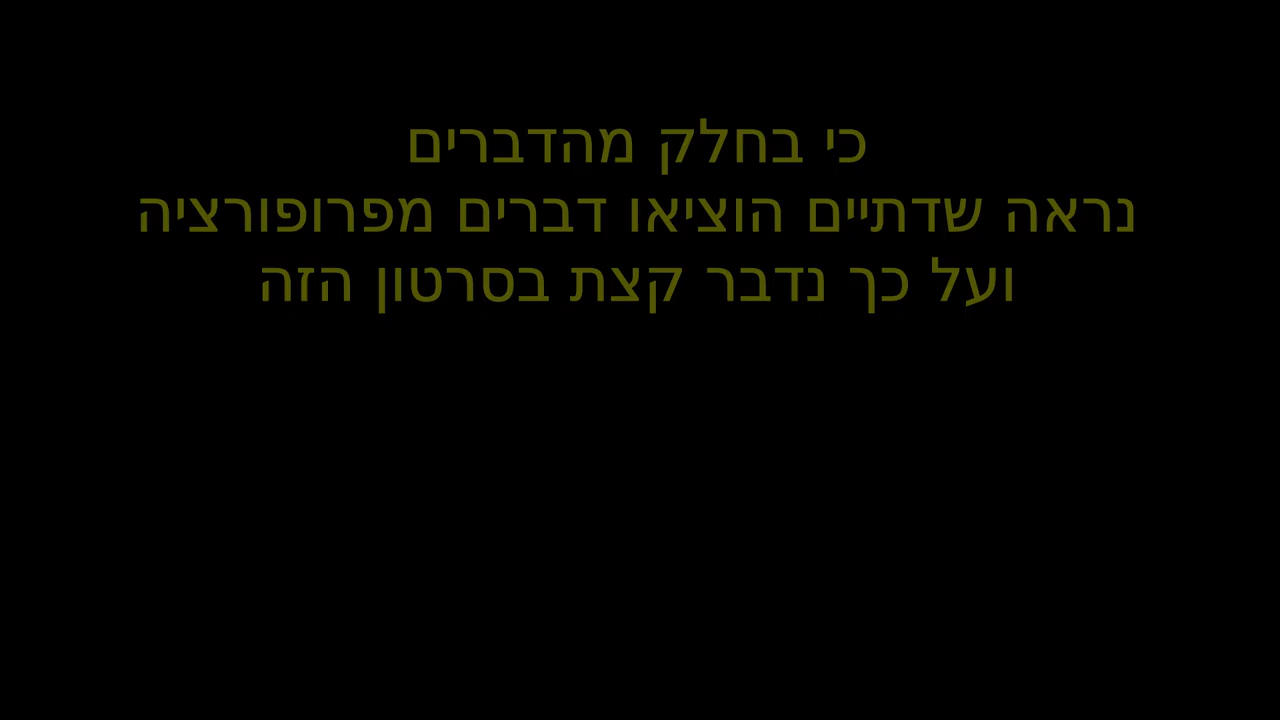 כי בחלק מהדברים
נראה שדתיים הוציאו דברים מפרופורציה
ועל כך נדבר קצת בסרטון הזה